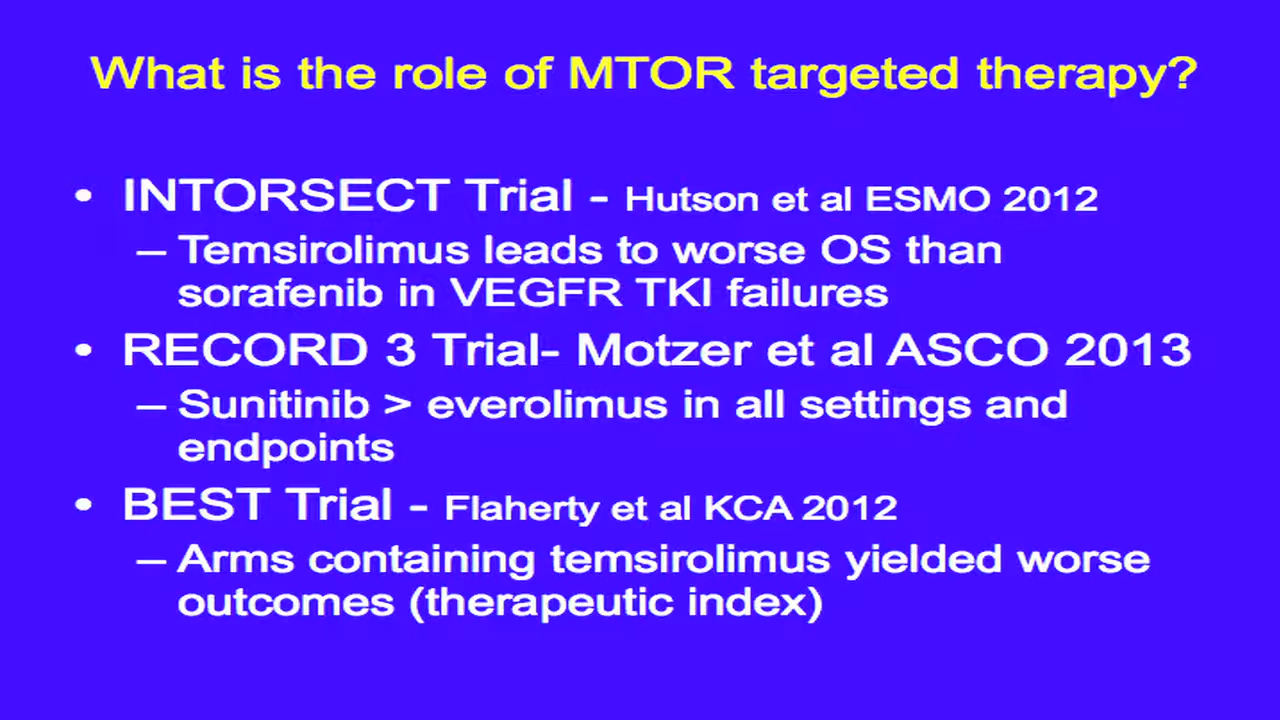 What is the role of MTOR targeted therapy?
• INTORSECT Trial - Hutson et al ESMO 2012
– Temsirolimus leads to worse OS than
sorafenib in VEGFR TKI failures
• RECORD 3 Trial- Motzer et al ASCO 2013
– Sunitinib > everolimus in all settings and
endpoints
• BEST Trial - Flaherty et al KCA 2012
– Arms containing temsirolimus yielded worse
outcomes (therapeutic index)